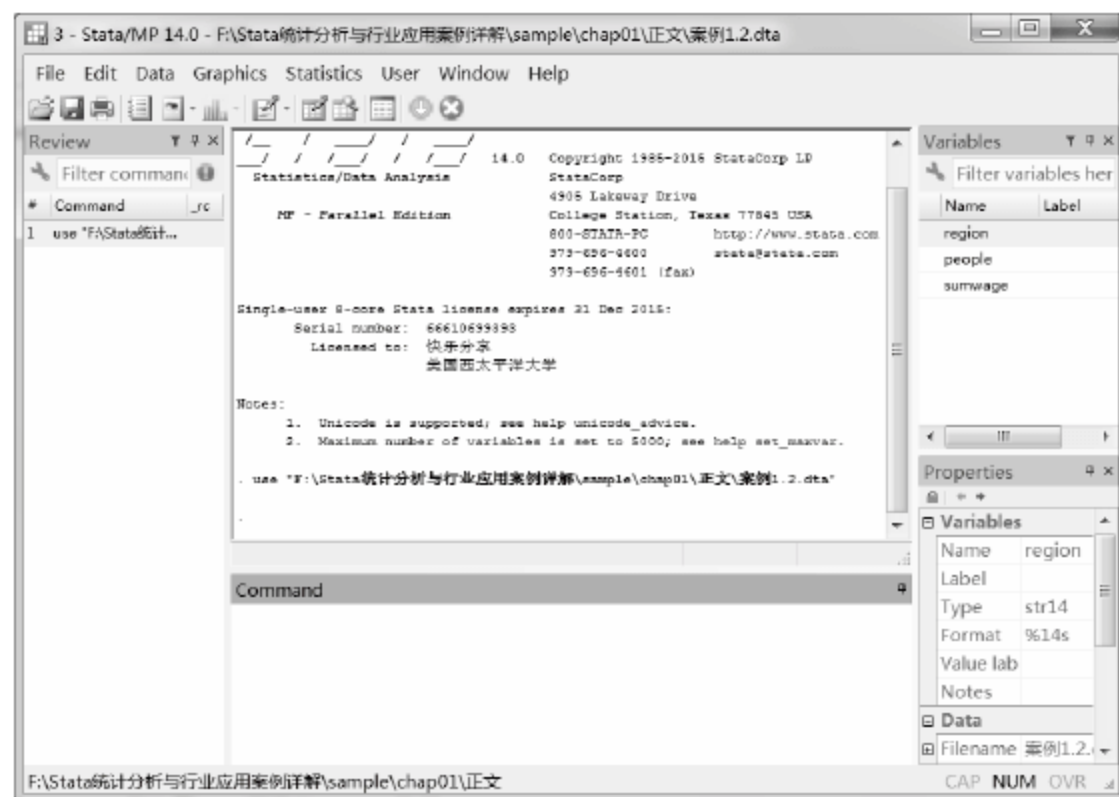 3 - Stata/MP 14.0 - F:\Stata统计分析与行业应用案例详解\sample\chap01\正文\案例1.2.dta
File Edit Data Graphics Statistics User Window Help
Review
Filter comman
# Command _rc
1 use "F:\Stata统计...
14.0 Copyright 1985-2015 StataCorp LP
Statistics/Data Analysis StataCorp
4905 Lakeway Drive
MP - Parallel Edition College Station, Texas 77845 USA
800-STATA-PC http://www.stata.com
979-696-4600 stata@stata.com
979-696-4601 (fax)
Single-user 8-core Stata license expires 31 Dec 2015:
Serial number: 66610699393
Licensed to: 快乐分享
美国西太平洋大学
Notes:
1. Unicode is supported; see help unicode_advice.
2. Maximum number of variables is set to 5000; see help set_maxvar.
. use "F:\Stata统计分析与行业应用案例详解\sample\chap01\正文\案例1.2.dta"
.
Command
Variables
Filter variables her
Name Label
region
people
sumwage
Properties
Variables
Name region
Label
Type str14
Format %14s
Value lab
Notes
Data
Filename 案例1.2.
F:\Stata统计分析与行业应用案例详解\sample\chap01\正文
CAP NUM OVR